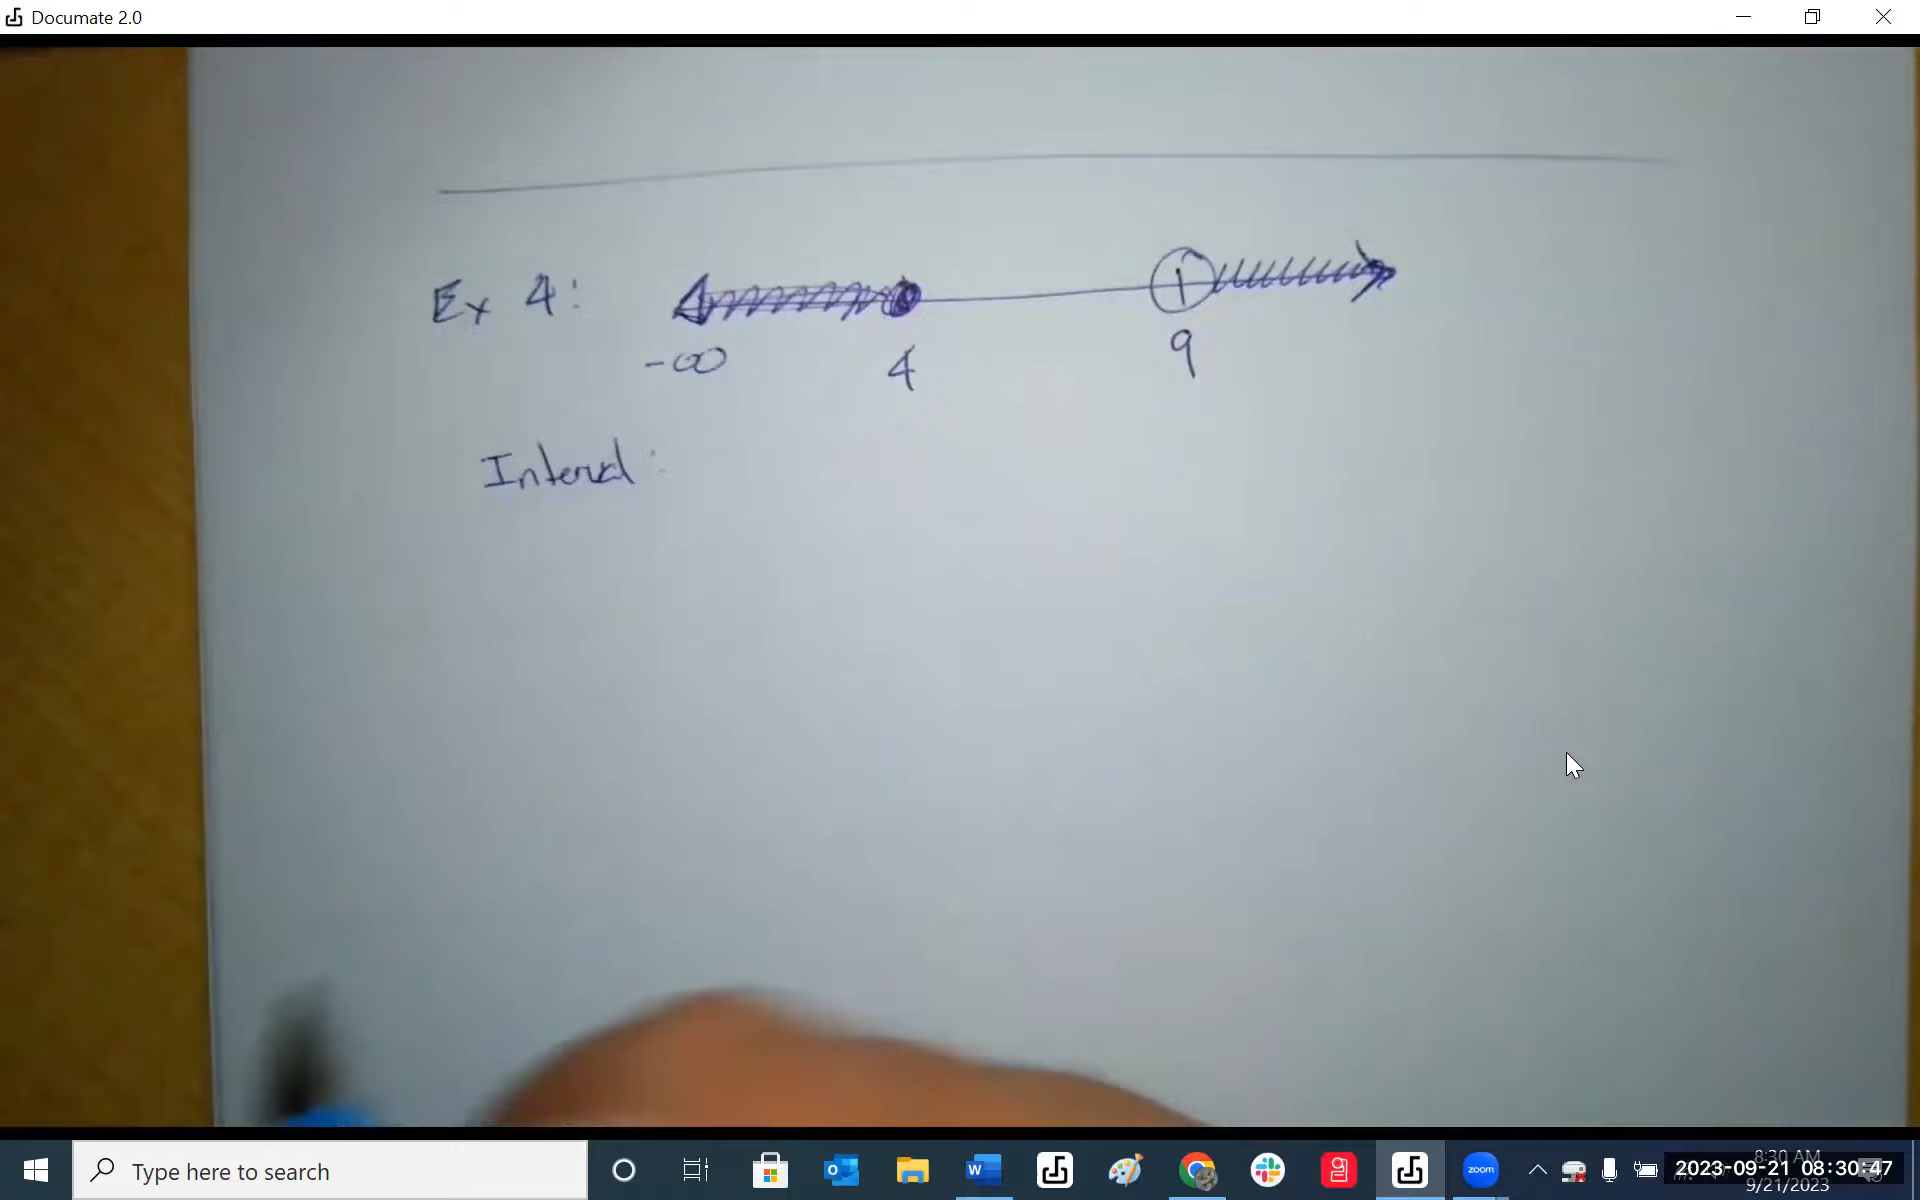 Documate 2.0
Ex 4:
-∞ 4 9
Interval:
Type here to search
zoom
8:30 AM
2023-09-21 08:30:47
9/21/2023